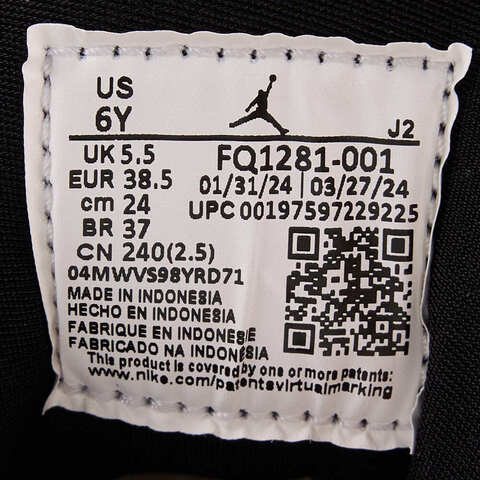 US
6Y
J2
UK 5.5
EUR 38.5
cm 24
BR 37
CN 240(2.5)
FQ1281-001
01/31/24 | 03/27/24
UPC 00197597229225
04MWVS98YRD71
MADE IN INDONESIA
HECHO EN INDONESIA
FABRIQUE EN INDONESIE
FABRICADO NA INDONESIA
This product is covered by one or more patents:
www.nike.com/patentsvirtualmarking